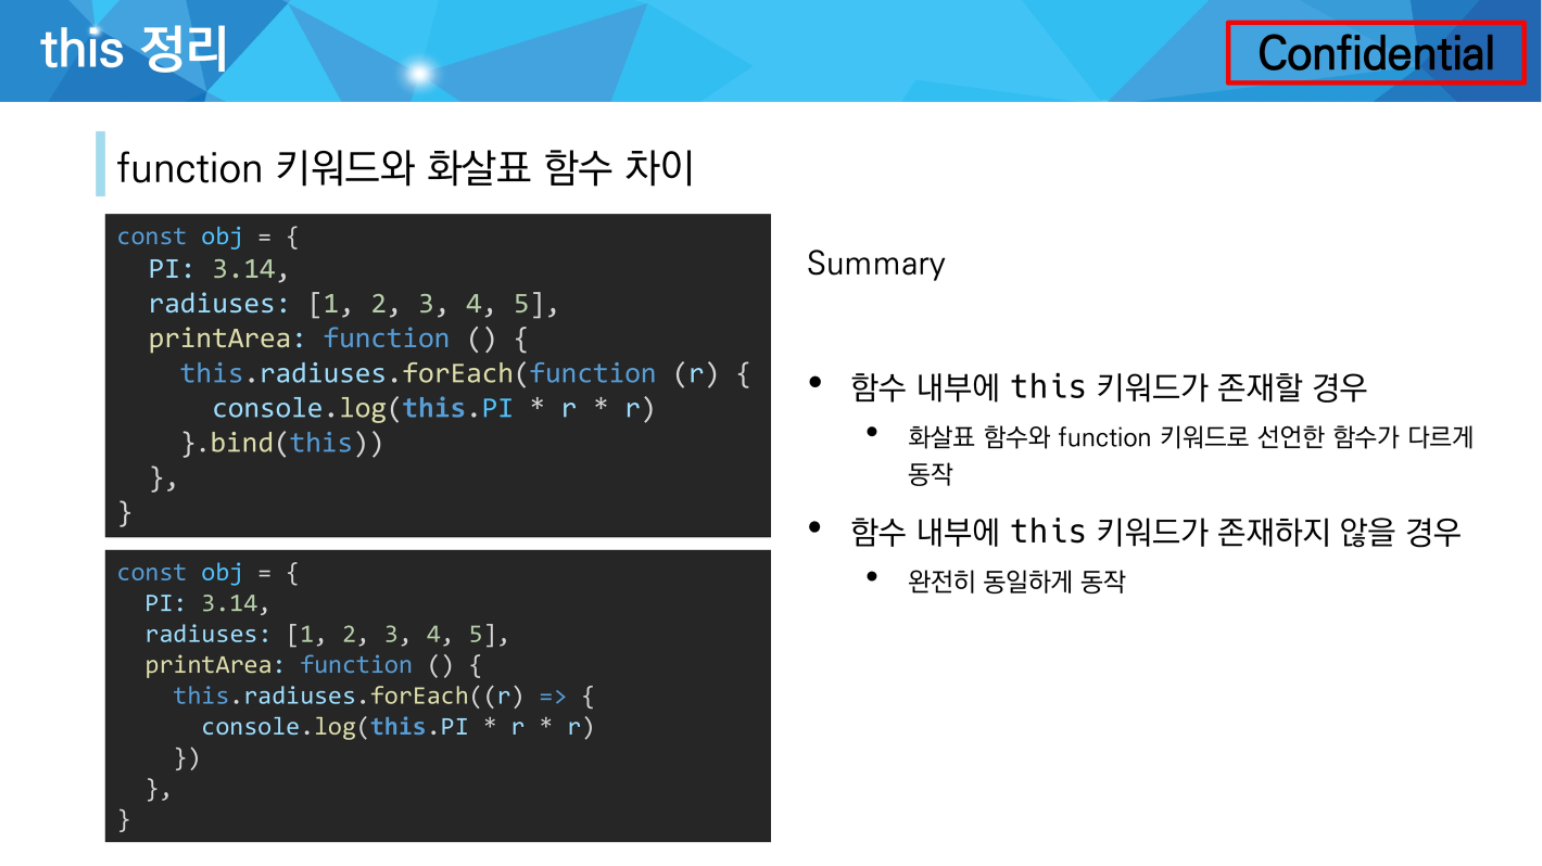 this 정리
Confidential
function 키워드와 화살표 함수 차이
const obj = {
  PI: 3.14,
  radiuses: [1, 2, 3, 4, 5],
  printArea: function () {
    this.radiuses.forEach(function (r) {
      console.log(this.PI * r * r)
    }.bind(this))
  },
}
const obj = {
  PI: 3.14,
  radiuses: [1, 2, 3, 4, 5],
  printArea: function () {
    this.radiuses.forEach((r) => {
      console.log(this.PI * r * r)
    })
  },
}
Summary
• 함수 내부에 this 키워드가 존재할 경우
• 화살표 함수와 function 키워드로 선언한 함수가 다르게
동작
• 함수 내부에 this 키워드가 존재하지 않을 경우
• 완전히 동일하게 동작